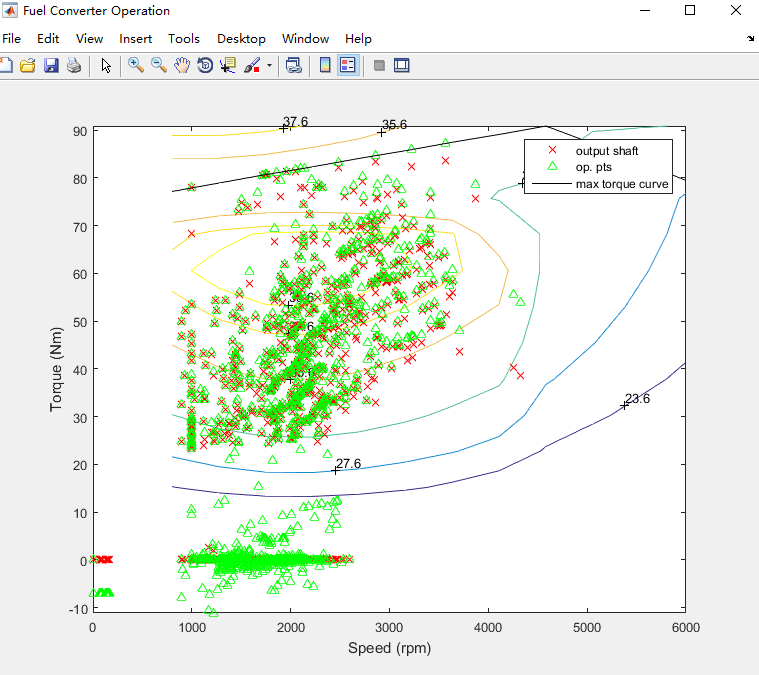 Fuel Converter Operation
File Edit View Insert Tools Desktop Window Help
37.6
35.6
90
output shaft
op. pts
max torque curve
80
70
60
50
40
30
23.6
27.6
20
10
0
-10
0 1000 2000 3000 4000 5000 6000
Torque (Nm)
Speed (rpm)